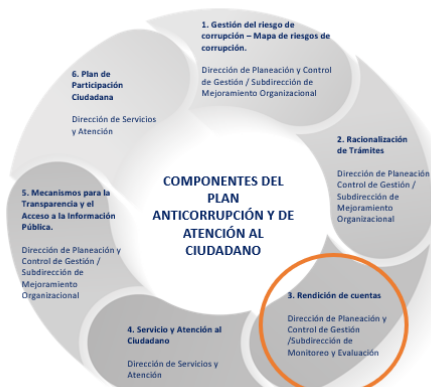 1. Gestión del riesgo de
corrupción – Mapa de riesgos de
corrupción.
Dirección de Planeación y Control
de Gestión / Subdirección de
Mejoramiento Organizacional
2. Racionalización
de Trámites
Dirección de Planeación
Control de Gestión /
Subdirección de
Mejoramiento
Organizacional
3. Rendición de cuentas
Dirección de Planeación y
Control de Gestión
/Subdirección de
Monitoreo y Evaluación
4. Servicio y Atención al
Ciudadano
Dirección de Servicios y
Atención
5. Mecanismos para la
Transparencia y el
Acceso a la Información
Pública.
Dirección de Planeación y
Control de Gestión /
Subdirección de
Mejoramiento
Organizacional
6. Plan de
Participación
Ciudadana
Dirección de Servicios
y Atención
COMPONENTES DEL
PLAN
ANTICORRUPCIÓN Y DE
ATENCIÓN AL
CIUDADANO